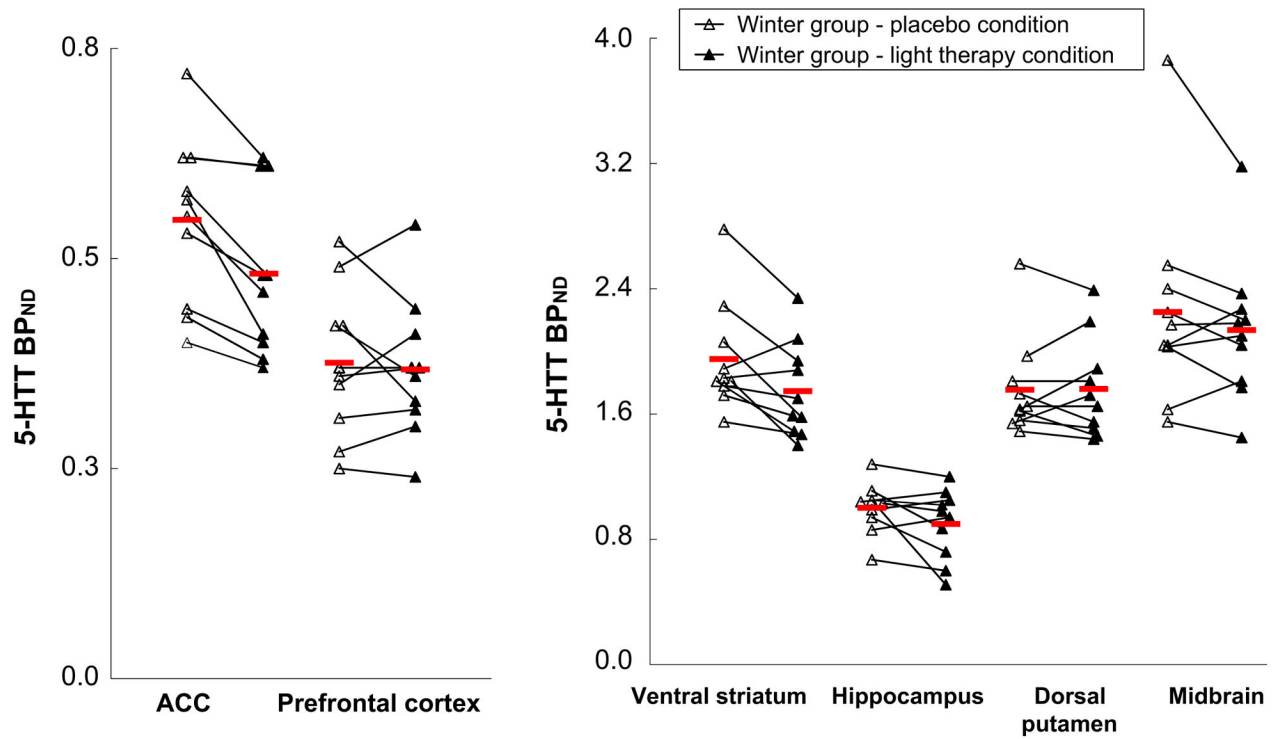 5-HTT BPND
0.8
0.5
0.3
0.0
ACC
Prefrontal cortex
5-HTT BPND
4.0
3.2
2.4
1.6
0.8
0.0
Winter group - placebo condition
Winter group - light therapy condition
Ventral striatum
Hippocampus
Dorsal
putamen
Midbrain